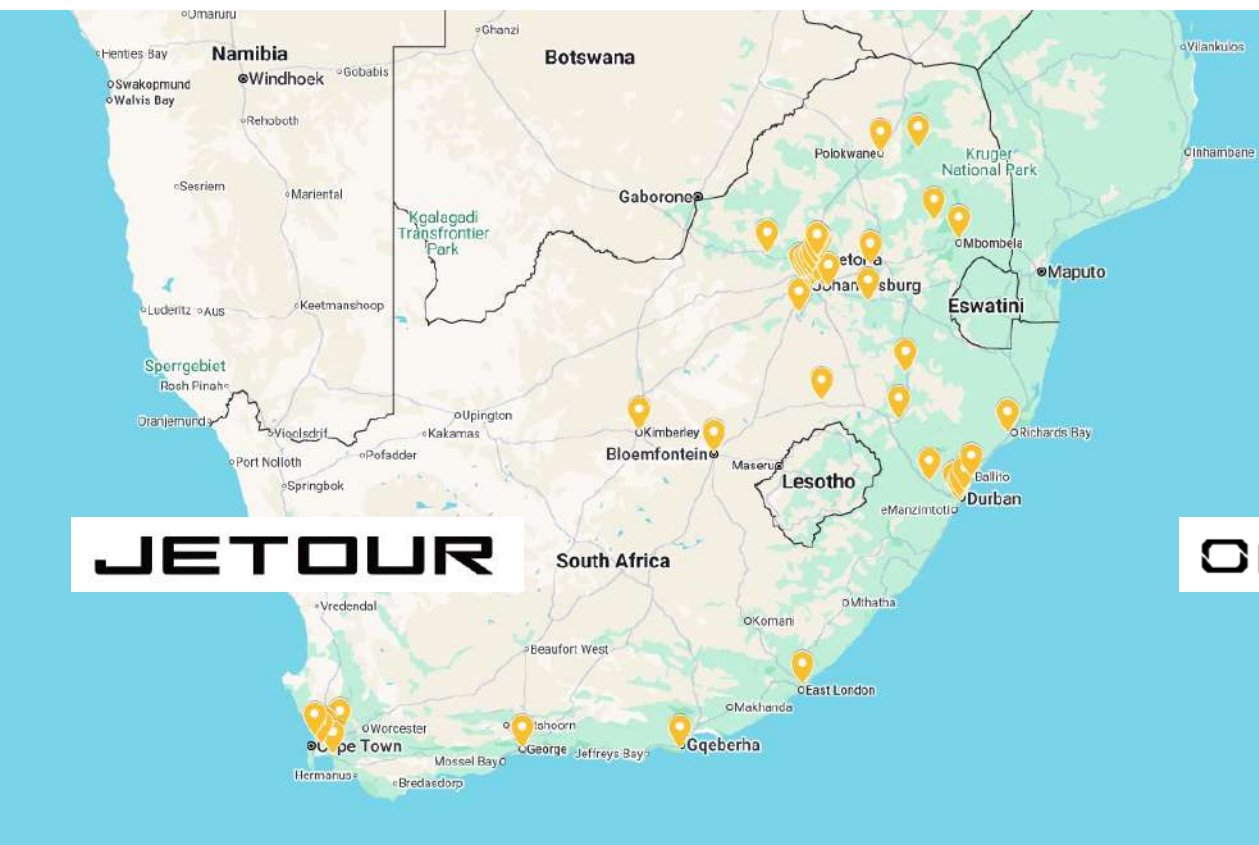 Omaruru
Ghanzi
Henties Bay
Namibia
Botswana
Vilankulos
Windhoek
Gobabis
Swakopmund
Walvis Bay
Rehoboth
Polokwane
Kruger
National Park
Inhambane
Sesriem
Mariental
Gaborone
Kgalagadi
Transfrontier
Park
Mbombela
Maputo
Johannesburg
Luderitz
Aus
Keetmanshoop
Eswatini
Sperrgebiet
Rosh Pinah
Oranjemund
Upington
Vioolsdrif
Kakamas
Kimberley
Richards Bay
Port Nolloth
Pofadder
Bloemfontein
Maseru
Lesotho
Ballito
Springbok
Durban
eManzimtoti
JETOUR
South Africa
Vredendal
Mthatha
Komani
Beaufort West
East London
Makhanda
Worcester
tshoorn
Cape Town
George
Jeffreys Bay
Gqeberha
Mossel Bay
Hermanus
Bredasdorp